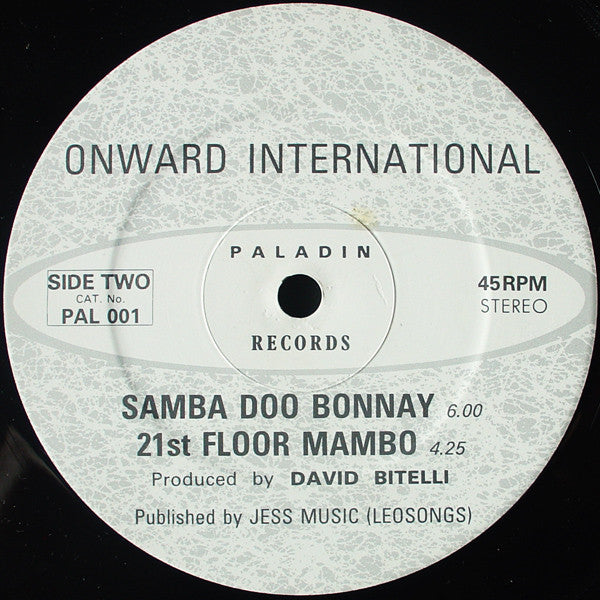 ONWARD INTERNATIONAL
PALADIN
SIDE TWO
CAT. No.
PAL 001
45RPM
STEREO
RECORDS
SAMBA DOO BONNAY 6.00
21st FLOOR MAMBO 4.25
Produced by DAVID BITELLI
Published by JESS MUSIC (LEOSONGS)